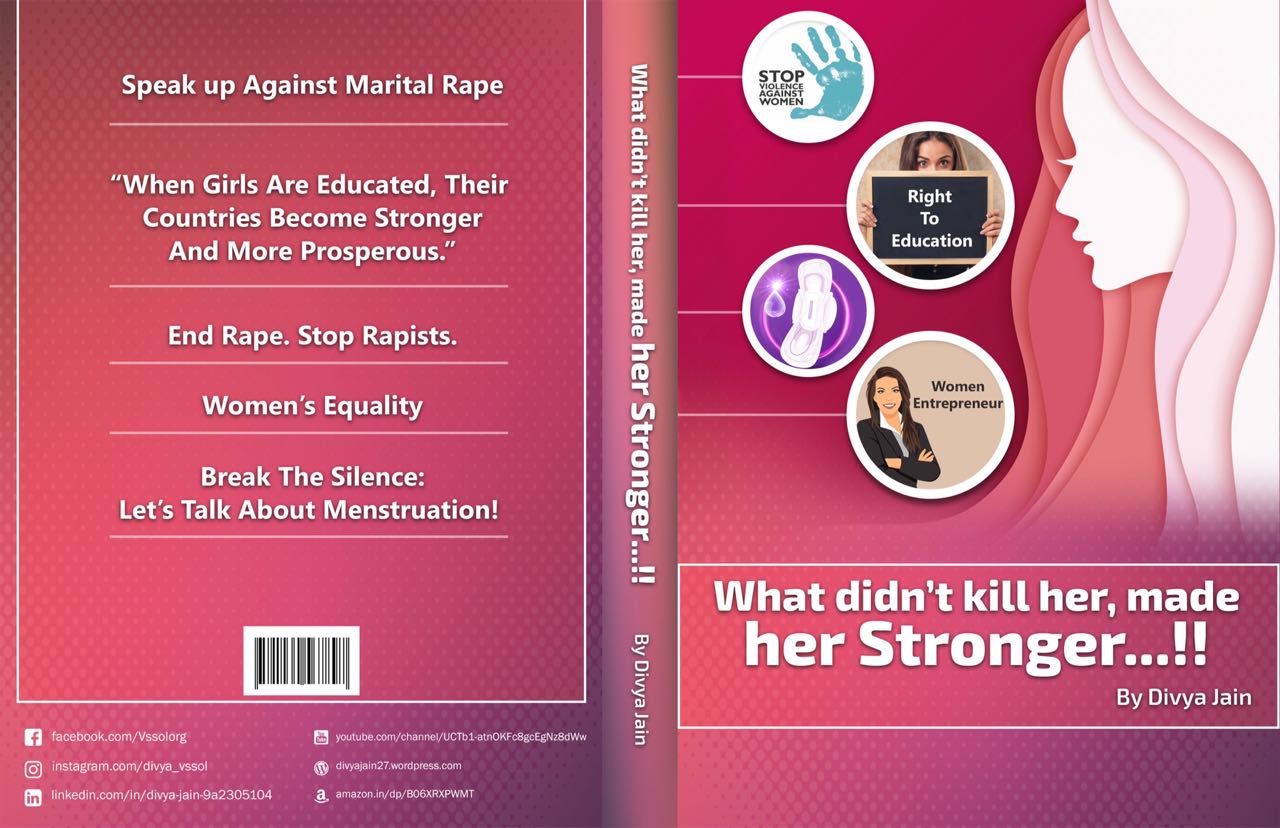 Speak up Against Marital Rape
“When Girls Are Educated, Their
Countries Become Stronger
And More Prosperous.”
End Rape. Stop Rapists.
Women’s Equality
Break The Silence:
Let’s Talk About Menstruation!
facebook.com/Vssolorg
instagram.com/divya_vssol
linkedin.com/in/divya-jain-9a2305104
youtube.com/channel/UCTb1-atnOKFc8gcEgNz8dWw
divyajain27.wordpress.com
amazon.in/dp/B06XRXPWMT
What didn’t kill her, made her Stronger...!!
By Divya Jain
STOP
VIOLENCE
AGAINST
WOMEN
Right
To
Education
Women
Entrepreneur
What didn’t kill her, made
her Stronger...!!
By Divya Jain